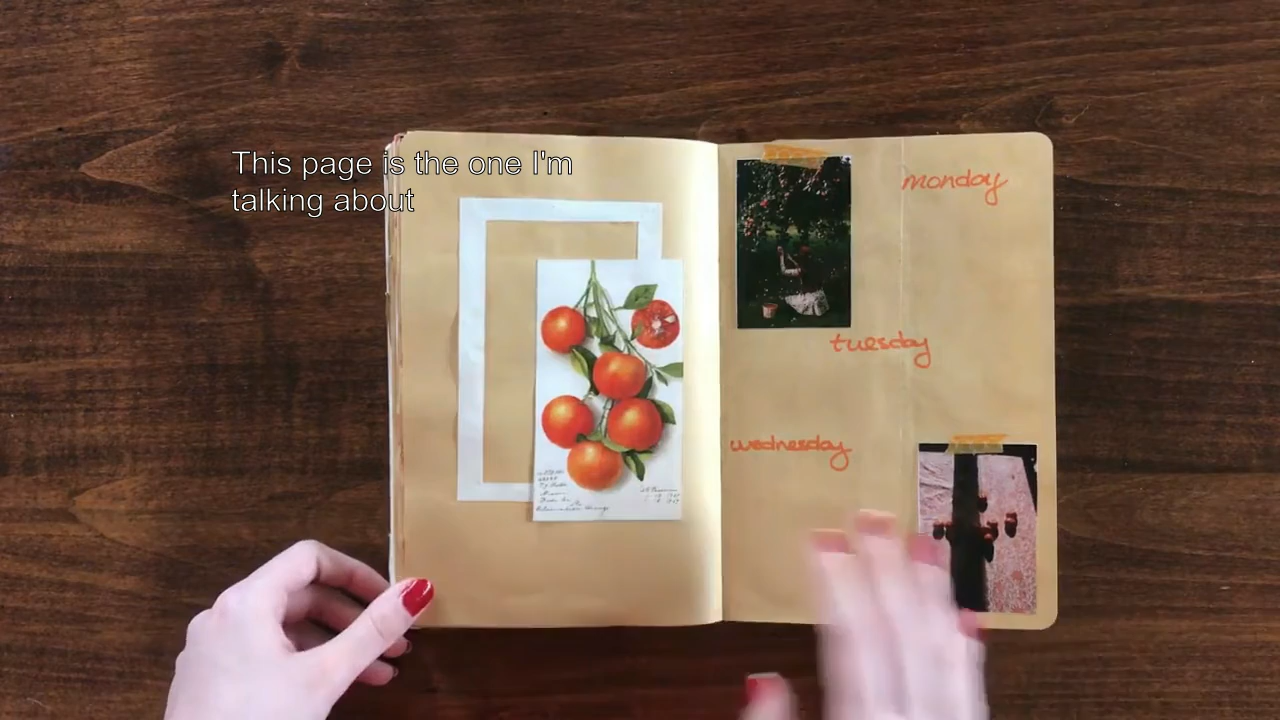 This page is the one I'm
talking about
monday
tuesday
wednesday